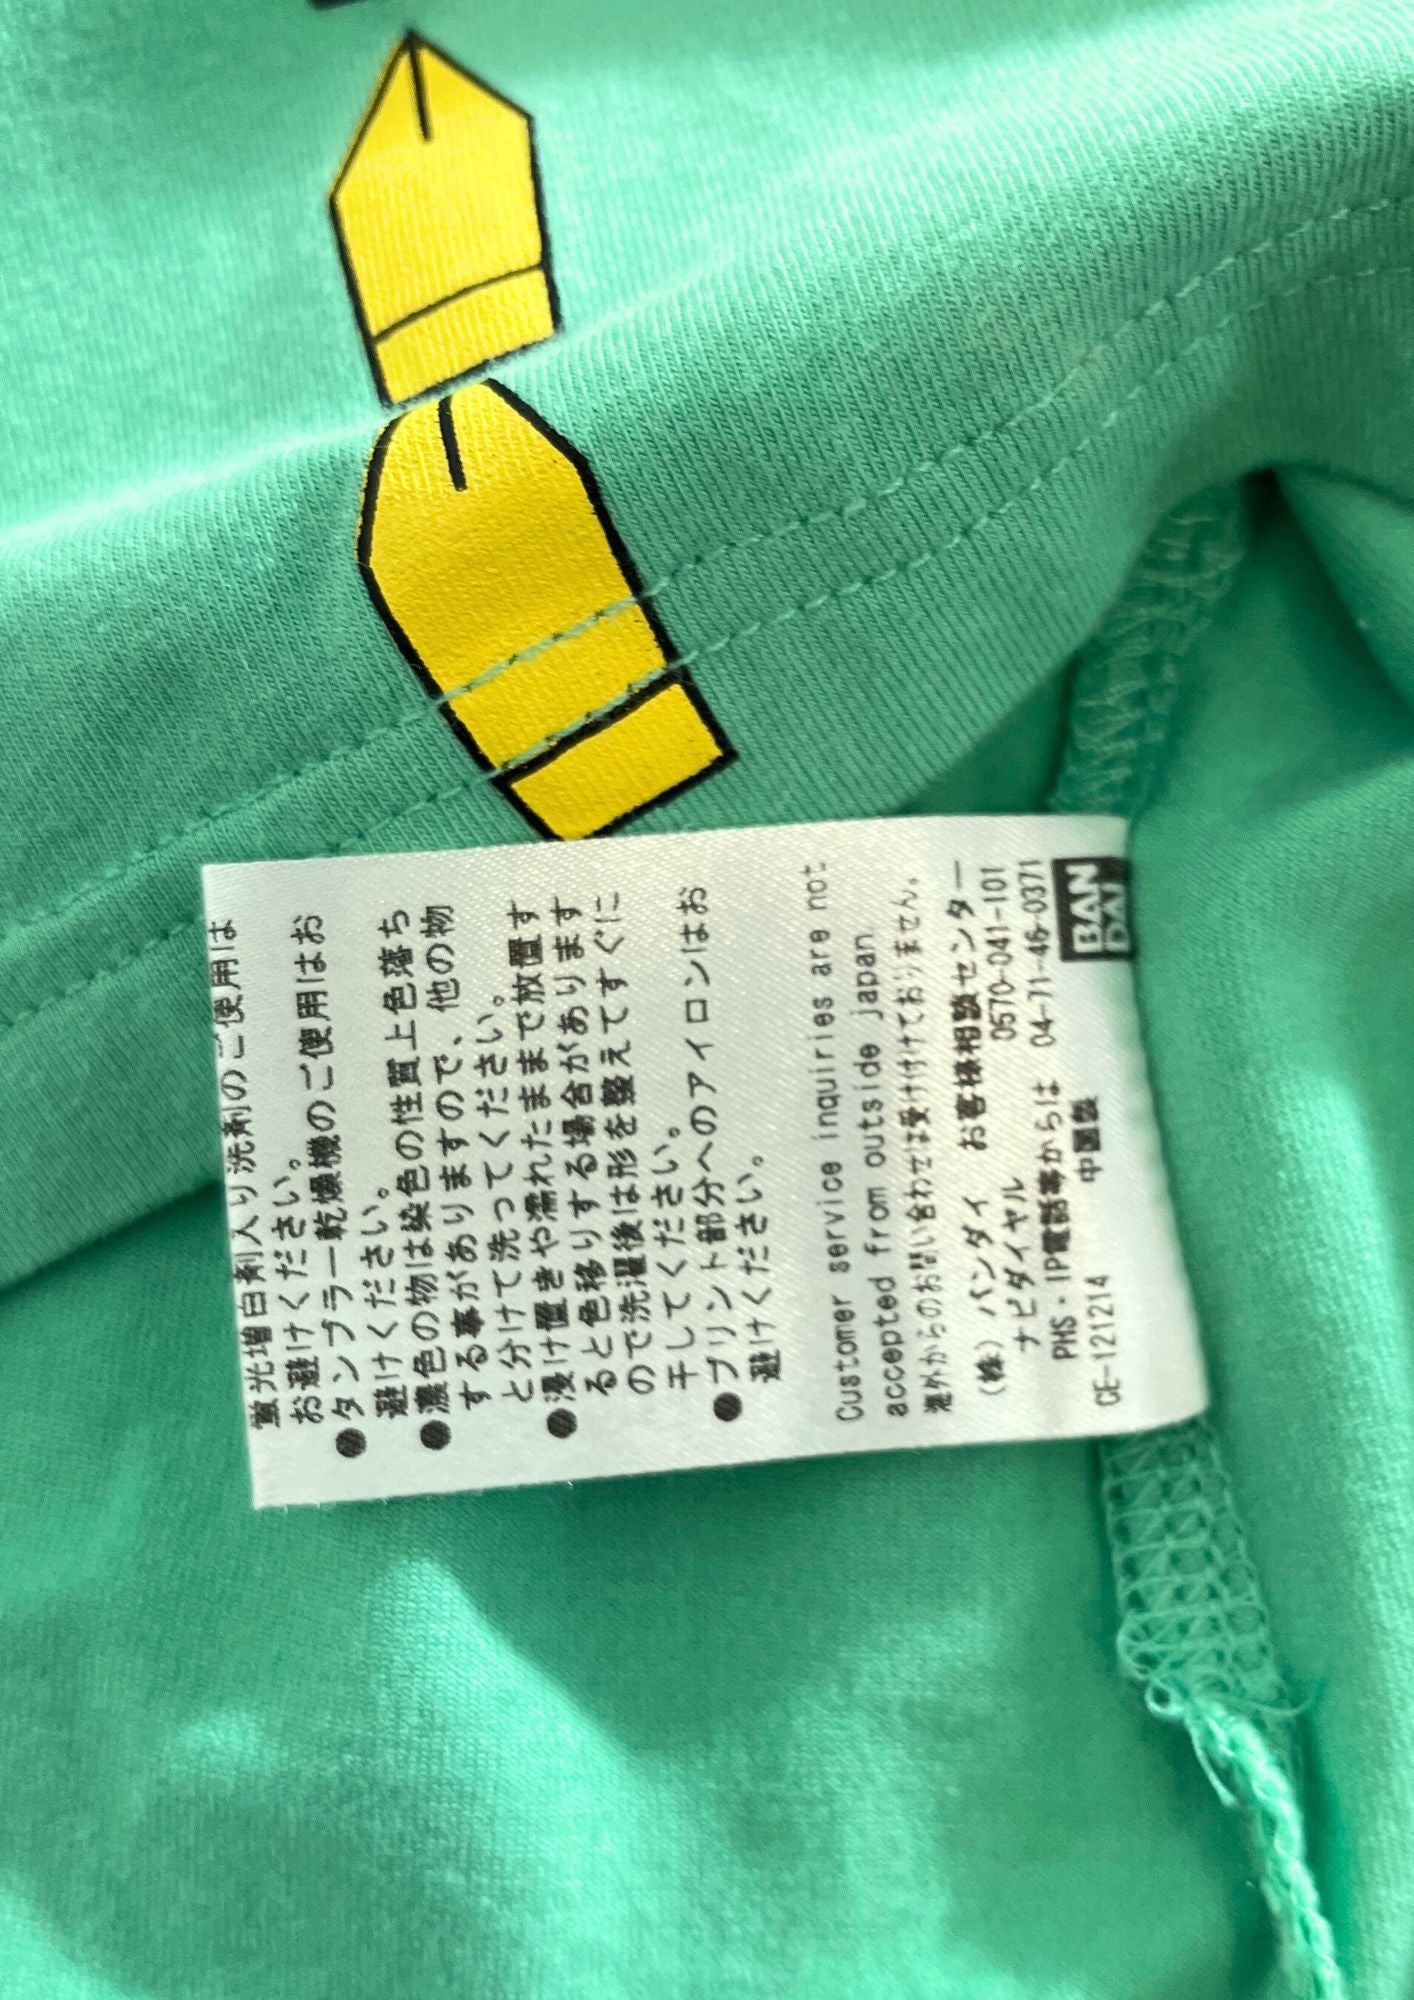 蛍光増白剤入り洗剤のご使用は
お避けください。
●タンブラー乾燥機のご使用はお
避けください。
●濃色の物は染色の性質上色落ち
する事がありますので、他の物
と分けて洗ってください。
●浸け置きや濡れたままで放置す
ると色移りする場合があります
ので洗濯後は形を整えてすぐに
干してください。
●プリント部分へのアイロンはお
避けください。
Customer service inquiries are not
accepted from outside japan
海外からのお問い合わせは受け付けておりません。
(株) バンダイ お客様相談センター
ナビダイヤル 0570-041-101
PHS・IP電話等からは 04-7146-0371
CE-121214 中国製 BANDAI